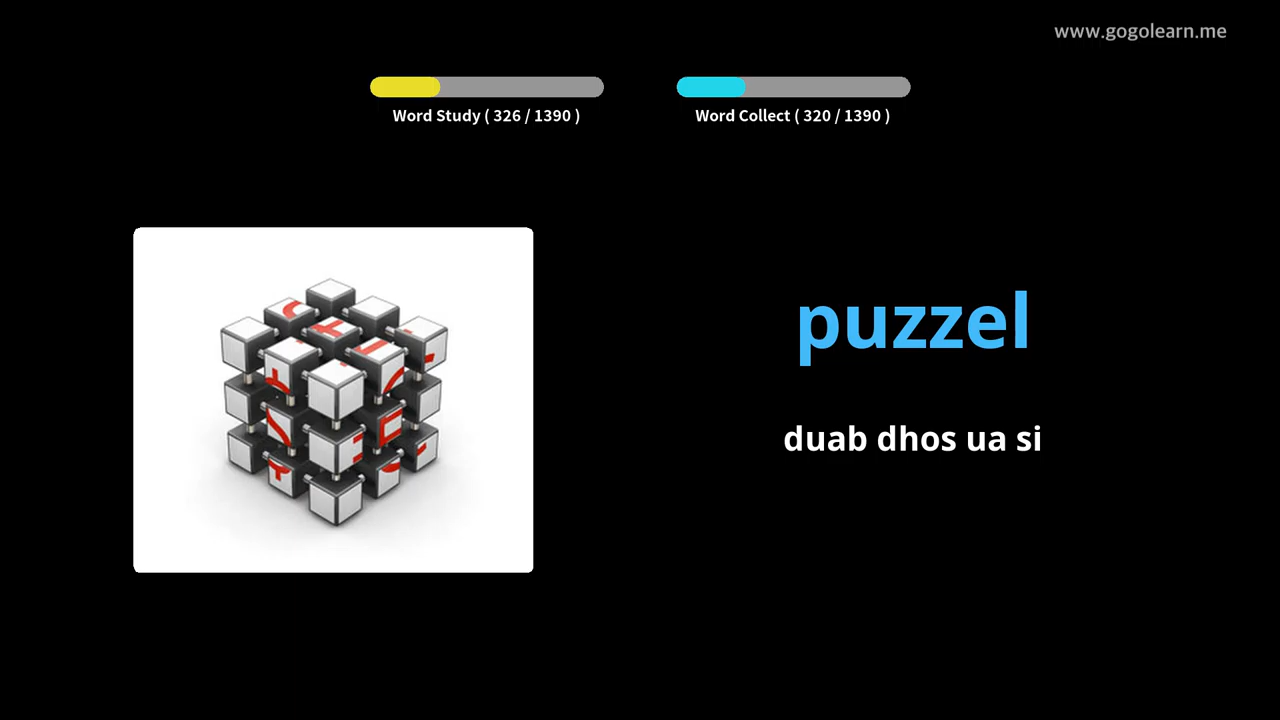 www.gogolearn.me
Word Study ( 326 / 1390 )
Word Collect ( 320 / 1390 )
puzzel
duab dhos ua si